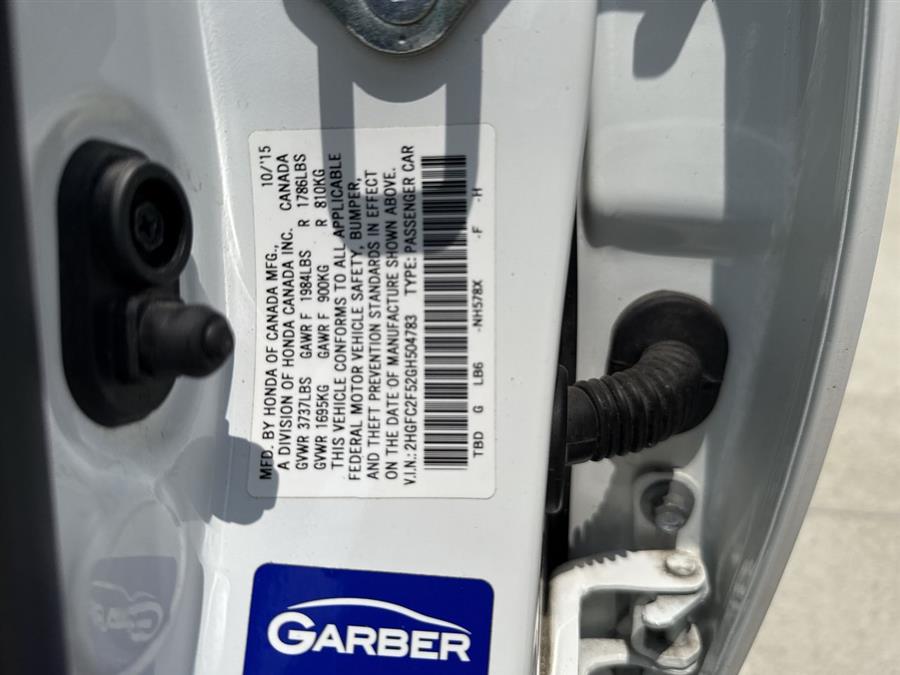 MFD. BY HONDA OF CANADA MFG., 10/'15
A DIVISION OF HONDA CANADA INC. CANADA
GVWR 3737LBS GAWR F 1984LBS R 1786LBS
GVWR 1695KG GAWR F 900KG R 810KG
THIS VEHICLE CONFORMS TO ALL APPLICABLE
FEDERAL MOTOR VEHICLE SAFETY, BUMPER,
AND THEFT PREVENTION STANDARDS IN EFFECT
ON THE DATE OF MANUFACTURE SHOWN ABOVE.
V.I.N.: 2HGFC2F52GH504783 TYPE: PASSENGER CAR
TBD G LB6 -NH578X -F -H
GARBER